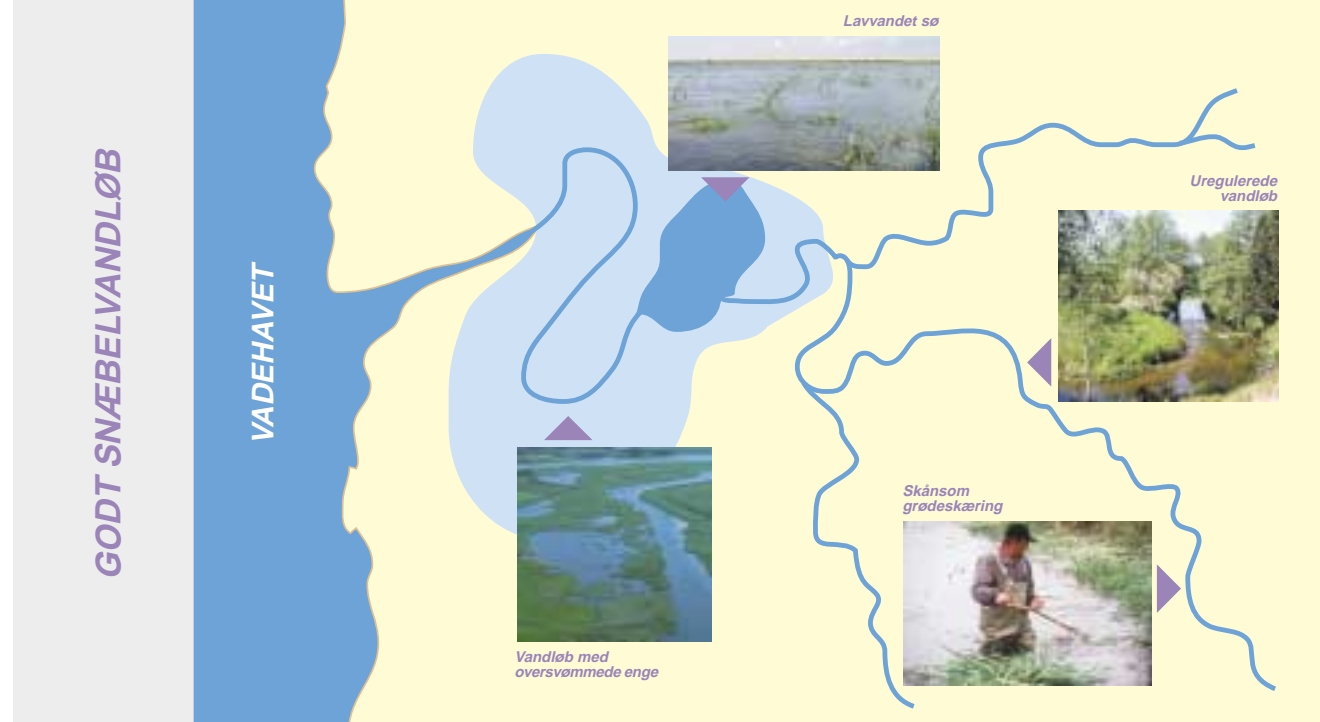 GODT SNÆBELVANDLØB
VADEHAVET
Lavvandet sø
Uregulerede
vandløb
Skånsom
grødeskæring
Vandløb med
oversvømmede enge